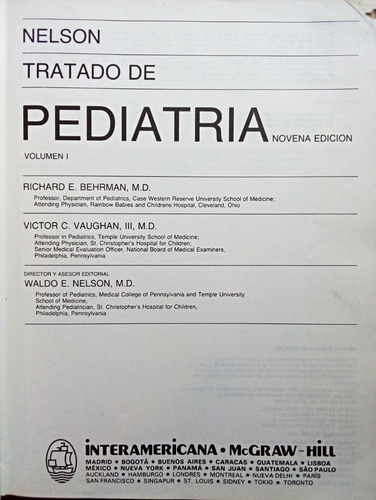 NELSON
TRATADO DE
PEDIATRIA NOVENA EDICION
VOLUMEN I
RICHARD E. BEHRMAN, M.D.
Professor, Department of Pediatrics, Case Western Reserve University School of Medicine;
Attending Physician, Rainbow Babies and Childrens Hospital, Cleveland, Ohio
VICTOR C. VAUGHAN, III, M.D.
Professor in Pediatrics, Temple University School of Medicine;
Attending Physician, St. Christopher's Hospital for Children;
Senior Medical Evaluation Officer, National Board of Medical Examiners,
Philadelphia, Pennsylvania
DIRECTOR Y ASESOR EDITORIAL
WALDO E. NELSON, M.D.
Professor of Pediatrics, Medical College of Pennsylvania and Temple University
School of Medicine;
Attending Pediatrician, St. Christopher's Hospital for Children,
Philadelphia, Pennsylvania
INTERAMERICANA • McGRAW-HILL
MADRID • BOGOTÁ • BUENOS AIRES • CARACAS • GUATEMALA • LISBOA
MÉXICO • NUEVA YORK • PANAMÁ • SAN JUAN • SANTIAGO • SÃO PAULO
AUCKLAND • HAMBURGO • LONDRES • MONTREAL • NUEVA DELHI • PARÍS
SAN FRANCISCO • SINGAPUR • ST. LOUIS • SIDNEY • TOKIO • TORONTO